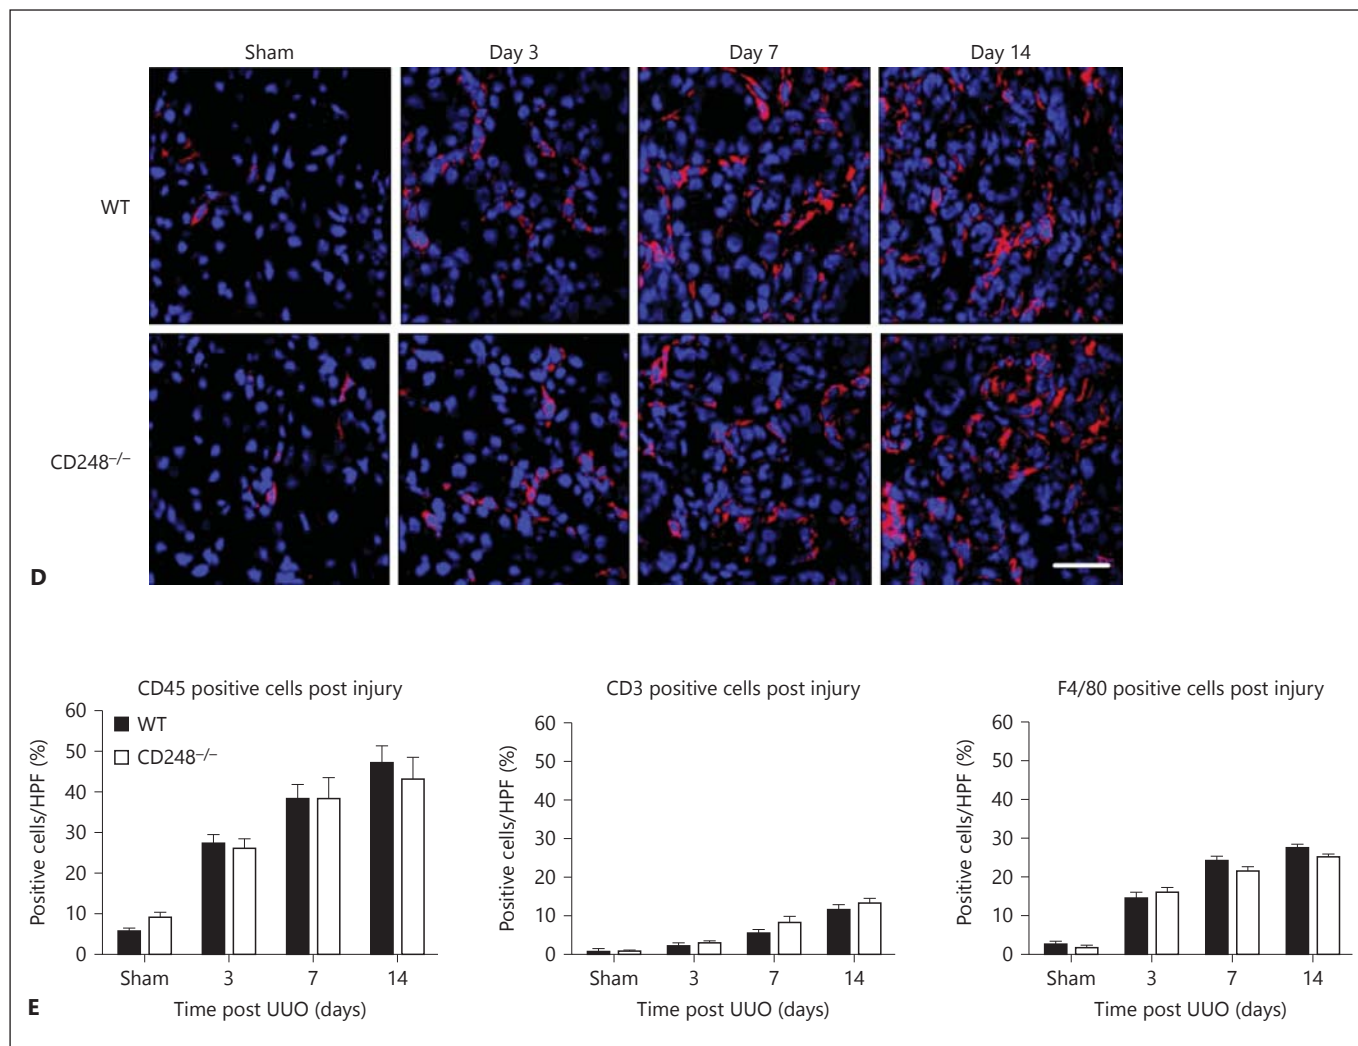 Sham Day 3 Day 7 Day 14
WT
CD248–/–
D
CD45 positive cells post injury
Positive cells/HPF (%)
60
50
40
30
20
10
0
WT
CD248–/–
Sham 3 7 14
Time post UUO (days)
CD3 positive cells post injury
Positive cells/HPF (%)
60
50
40
30
20
10
0
Sham 3 7 14
Time post UUO (days)
F4/80 positive cells post injury
Positive cells/HPF (%)
60
50
40
30
20
10
0
Sham 3 7 14
Time post UUO (days)
E